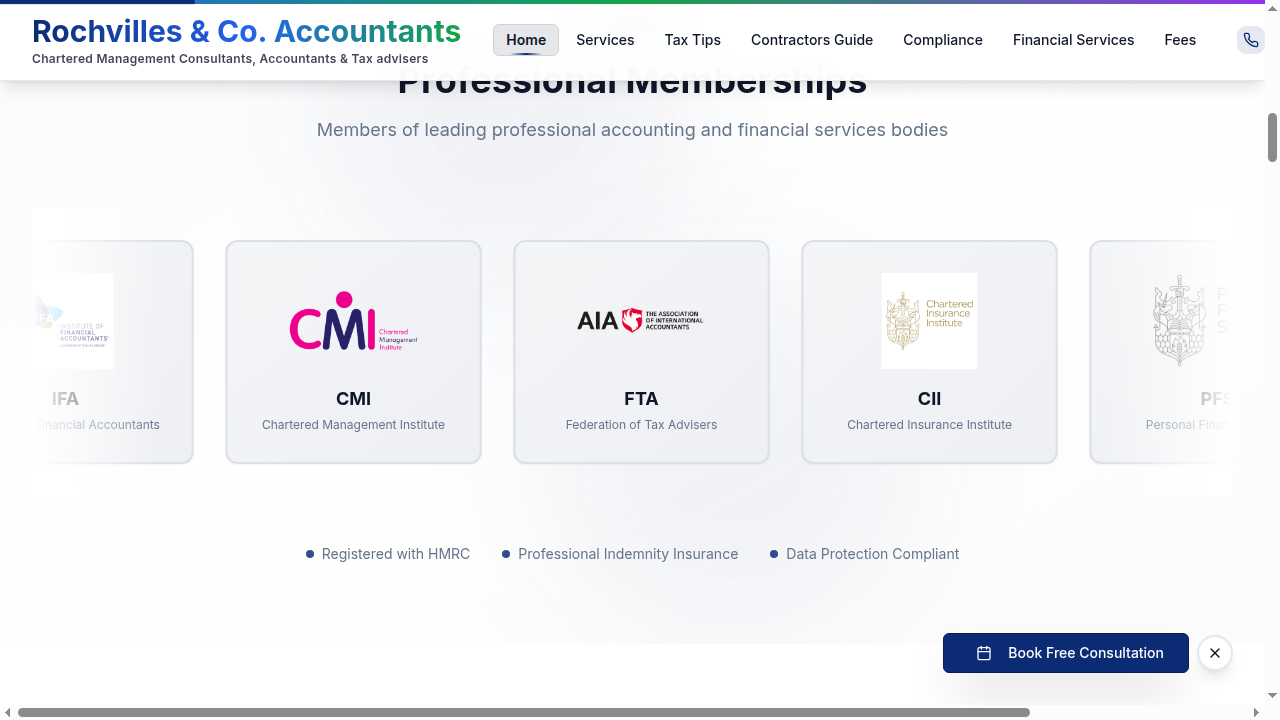 Rochvilles & Co. Accountants
Chartered Management Consultants, Accountants & Tax advisers
Home
Services
Tax Tips
Contractors Guide
Compliance
Financial Services
Fees
Professional Memberships
Members of leading professional accounting and financial services bodies
INSTITUTE OF
FINANCIAL
ACCOUNTANTS
IFA
Financial Accountants
CMI
Chartered
Management
Institute
CMI
Chartered Management Institute
AIA
THE ASSOCIATION
OF INTERNATIONAL
ACCOUNTANTS
FTA
Federation of Tax Advisers
Chartered
Insurance
Institute
CII
Chartered Insurance Institute
PFS
Personal Finan
Registered with HMRC
Professional Indemnity Insurance
Data Protection Compliant
Book Free Consultation